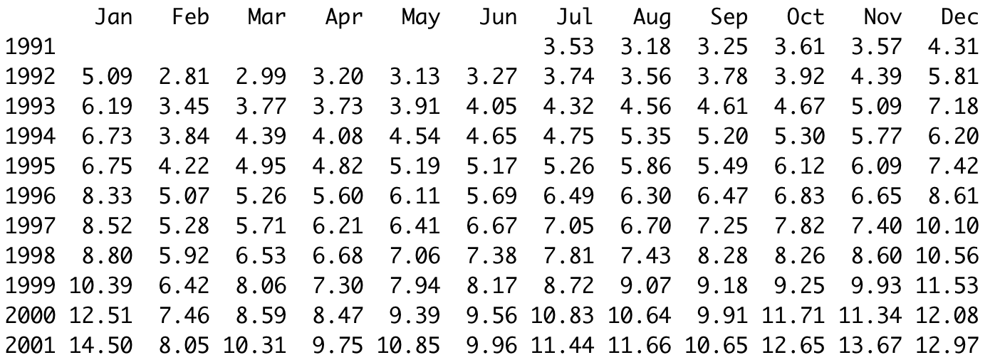 Jan Feb Mar Apr May Jun Jul Aug Sep Oct Nov Dec
1991 3.53 3.18 3.25 3.61 3.57 4.31
1992 5.09 2.81 2.99 3.20 3.13 3.27 3.74 3.56 3.78 3.92 4.39 5.81
1993 6.19 3.45 3.77 3.73 3.91 4.05 4.32 4.56 4.61 4.67 5.09 7.18
1994 6.73 3.84 4.39 4.08 4.54 4.65 4.75 5.35 5.20 5.30 5.77 6.20
1995 6.75 4.22 4.95 4.82 5.19 5.17 5.26 5.86 5.49 6.12 6.09 7.42
1996 8.33 5.07 5.26 5.60 6.11 5.69 6.49 6.30 6.47 6.83 6.65 8.61
1997 8.52 5.28 5.71 6.21 6.41 6.67 7.05 6.70 7.25 7.82 7.40 10.10
1998 8.80 5.92 6.53 6.68 7.06 7.38 7.81 7.43 8.28 8.26 8.60 10.56
1999 10.39 6.42 8.06 7.30 7.94 8.17 8.72 9.07 9.18 9.25 9.93 11.53
2000 12.51 7.46 8.59 8.47 9.39 9.56 10.83 10.64 9.91 11.71 11.34 12.08
2001 14.50 8.05 10.31 9.75 10.85 9.96 11.44 11.66 10.65 12.65 13.67 12.97